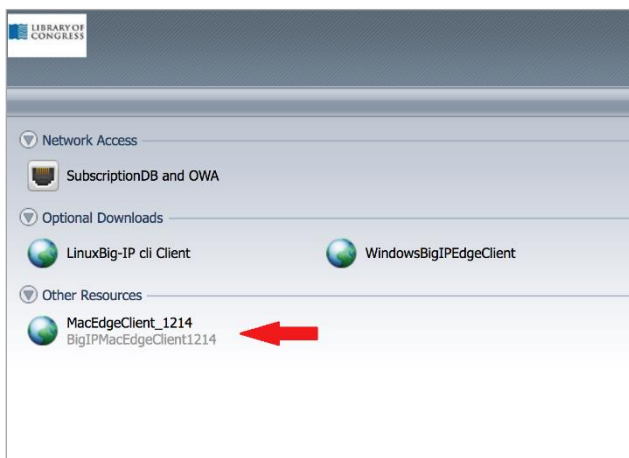 LIBRARY OF
CONGRESS
Network Access
SubscriptionDB and OWA
Optional Downloads
LinuxBig-IP cli Client
WindowsBigIPEdgeClient
Other Resources
MacEdgeClient_1214
BigIPMacEdgeClient1214